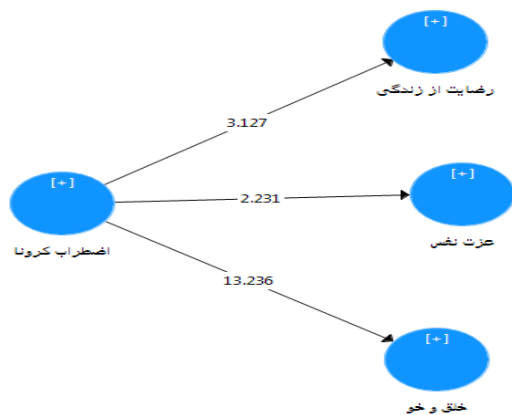 [+]
رضایت از زندگی
3.127
[+]
اضطراب کرونا
2.231
[+]
عزت نفس
13.236
[+]
خلق و خو